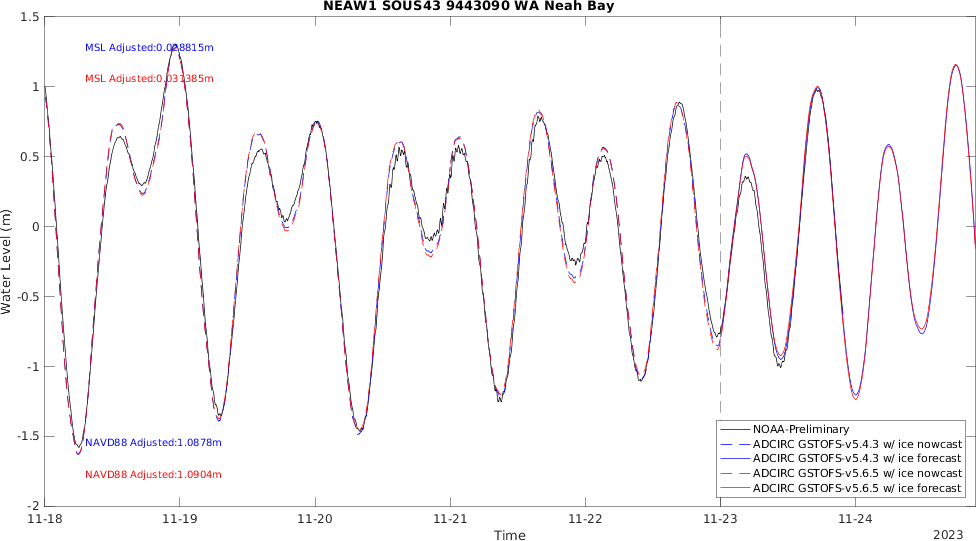 NEAW1 SOUS43 9443090 WA Neah Bay
1.5
1
0.5
0
-0.5
-1
-1.5
-2
Water Level (m)
MSL Adjusted:0.028815m
MSL Adjusted:0.031385m
NAVD88 Adjusted:1.0878m
NAVD88 Adjusted:1.0904m
NOAA-Preliminary
ADCIRC GSTOFS-v5.4.3 w/ ice nowcast
ADCIRC GSTOFS-v5.4.3 w/ ice forecast
ADCIRC GSTOFS-v5.6.5 w/ ice nowcast
ADCIRC GSTOFS-v5.6.5 w/ ice forecast
11-18 11-19 11-20 11-21 11-22 11-23 11-24
Time
2023